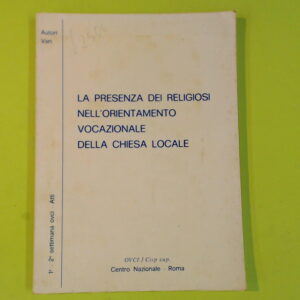 Autori
Vari
LA PRESENZA DEI RELIGIOSI
NELL'ORIENTAMENTO
VOCAZIONALE
DELLA CHIESA LOCALE
1ª - 2ª settimana ovci - Atti
Centro Nazionale - Roma